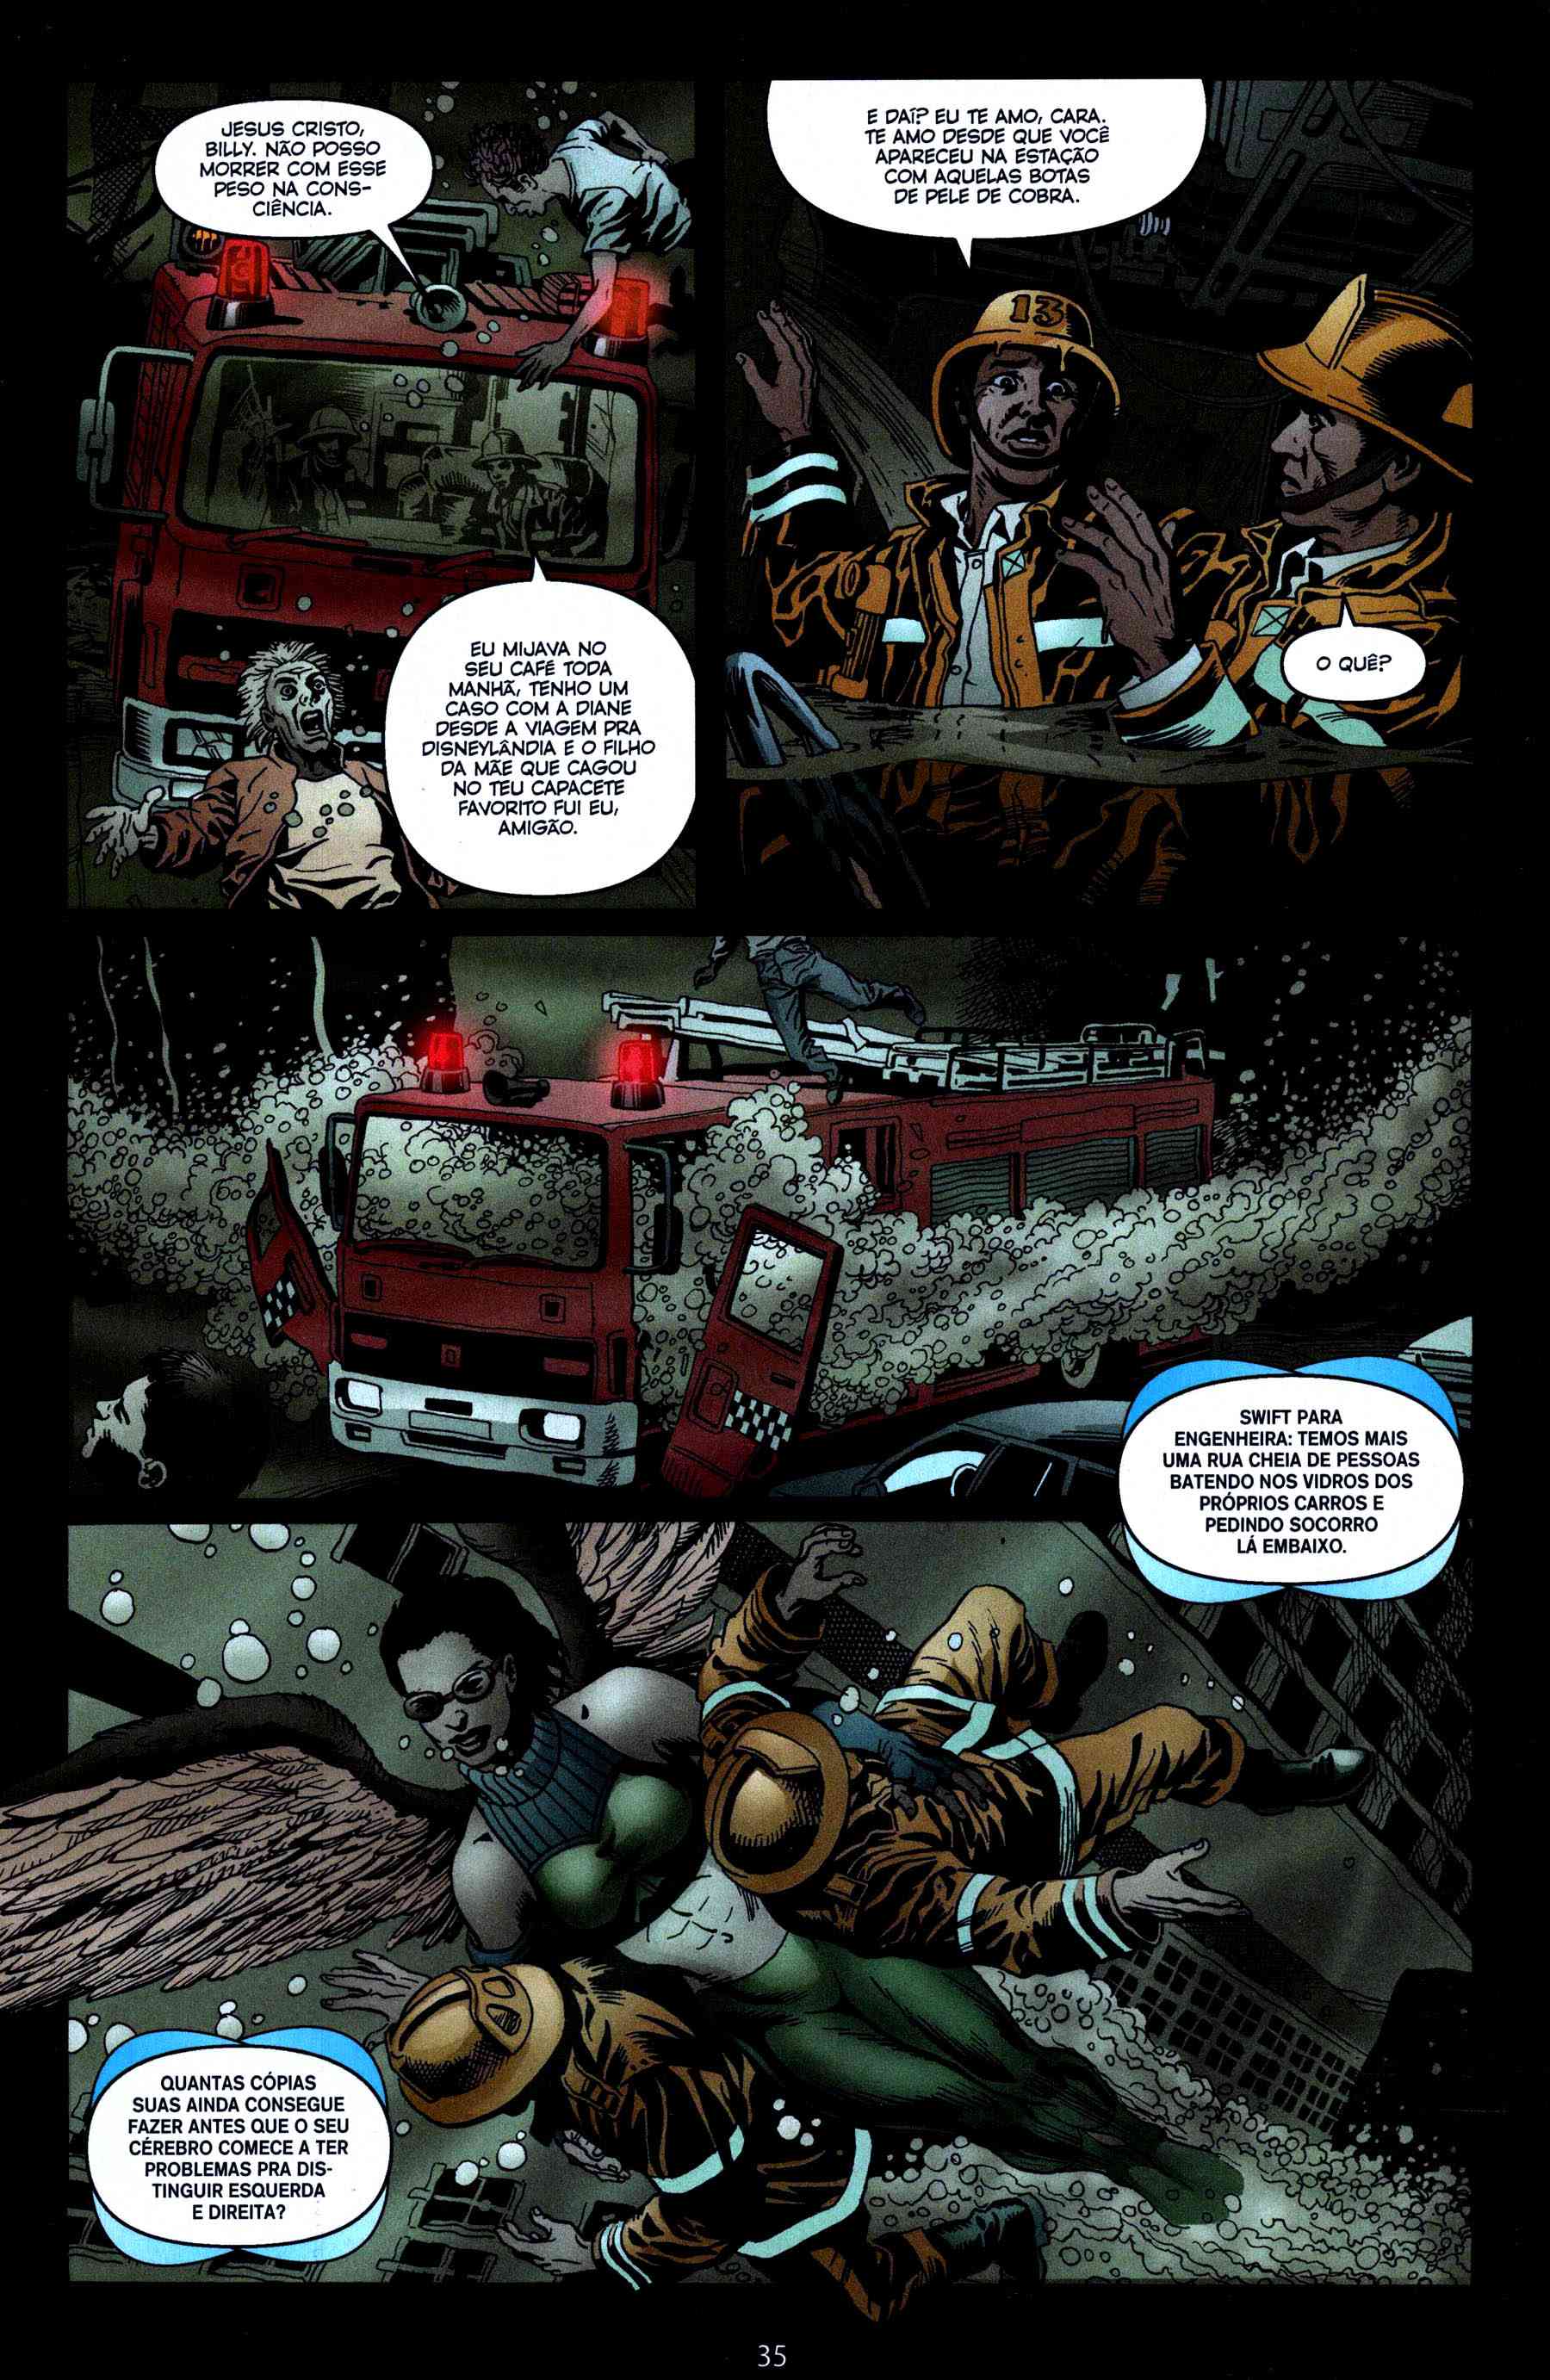 JESUS CRISTO,
BILLY. NÃO POSSO
MORRER COM ESSE
PESO NA CONS-
CIÊNCIA.
EU MIJAVA NO
SEU CAFÉ TODA
MANHÃ, TENHO UM
CASO COM A DIANE
DESDE A VIAGEM PRA
DISNEYLÂNDIA E O FILHO
DA MÃE QUE CAGOU
NO TEU CAPACETE
FAVORITO FUI EU,
AMIGÃO.
E DAÍ? EU TE AMO, CARA.
TE AMO DESDE QUE VOCÊ
APARECEU NA ESTAÇÃO
COM AQUELAS BOTAS
DE PELE DE COBRA.
13
O QUÊ?
SWIFT PARA
ENGENHEIRA: TEMOS MAIS
UMA RUA CHEIA DE PESSOAS
BATENDO NOS VIDROS DOS
PRÓPRIOS CARROS E
PEDINDO SOCORRO
LÁ EMBAIXO.
QUANTAS CÓPIAS
SUAS AINDA CONSEGUE
FAZER ANTES QUE O SEU
CÉREBRO COMECE A TER
PROBLEMAS PRA DIS-
TINGUIR ESQUERDA
E DIREITA?
35